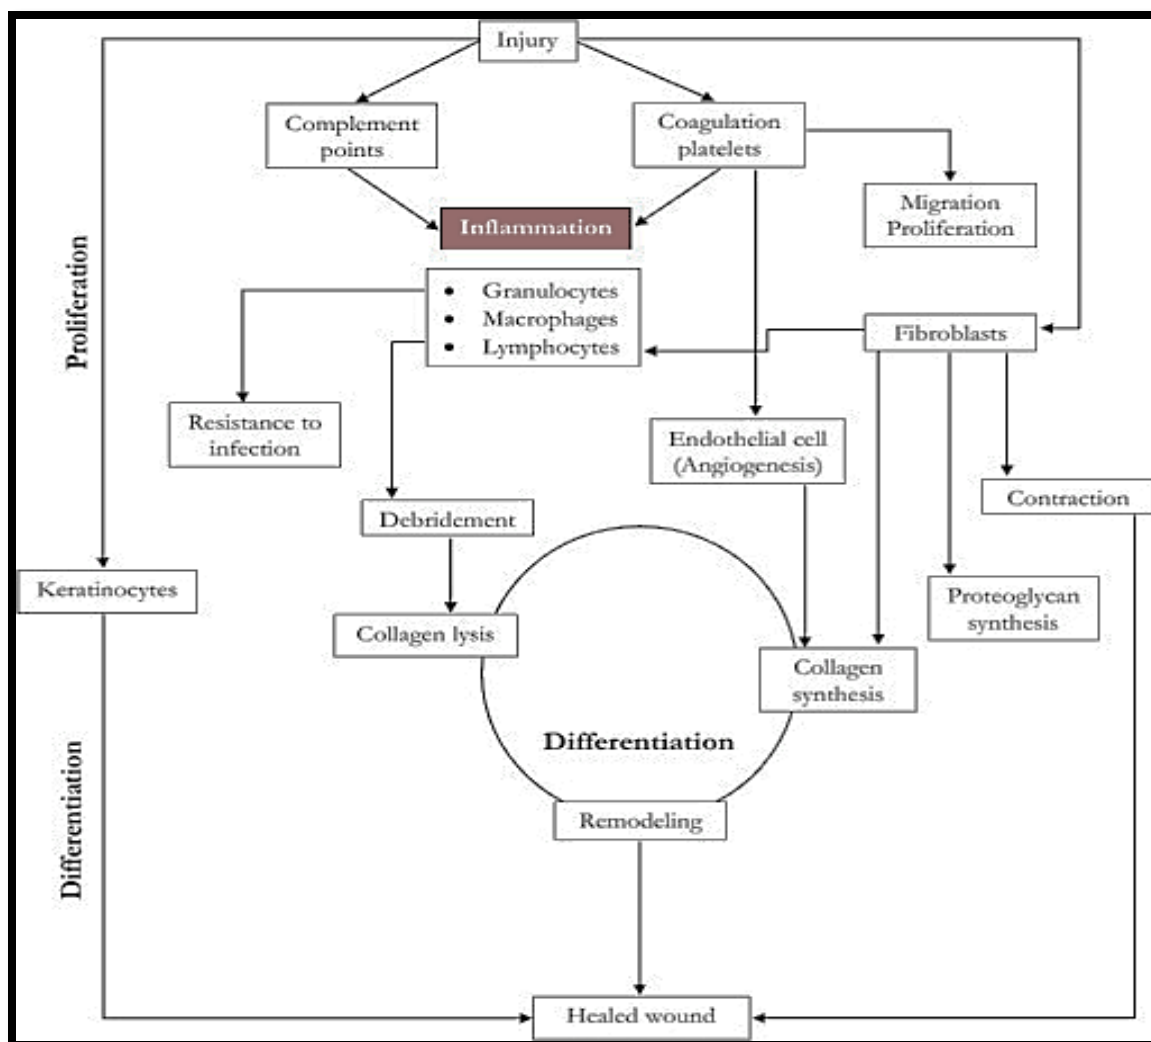 Injury
Complement
points
Coagulation
platelets
Migration
Proliferation
Inflammation
• Granulocytes
• Macrophages
• Lymphocytes
Fibroblasts
Proliferation
Resistance to
infection
Endothelial cell
(Angiogenesis)
Contraction
Debridement
Keratinocytes
Proteoglycan
synthesis
Collagen lysis
Collagen
synthesis
Differentiation
Differentiation
Remodeling
Healed wound